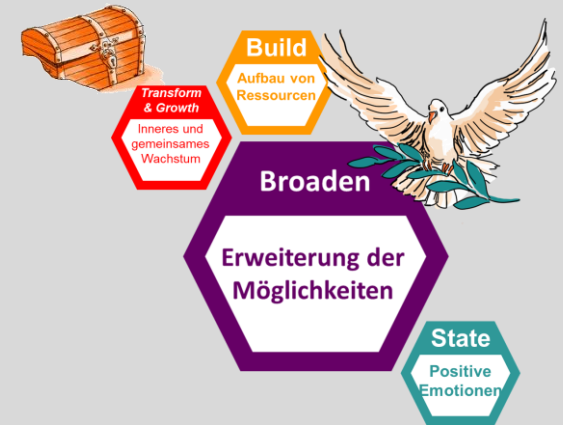 Build
Aufbau von
Ressourcen
Transform
& Growth
Inneres und
gemeinsames
Wachstum
Broaden
Erweiterung der
Möglichkeiten
State
Positive
Emotionen